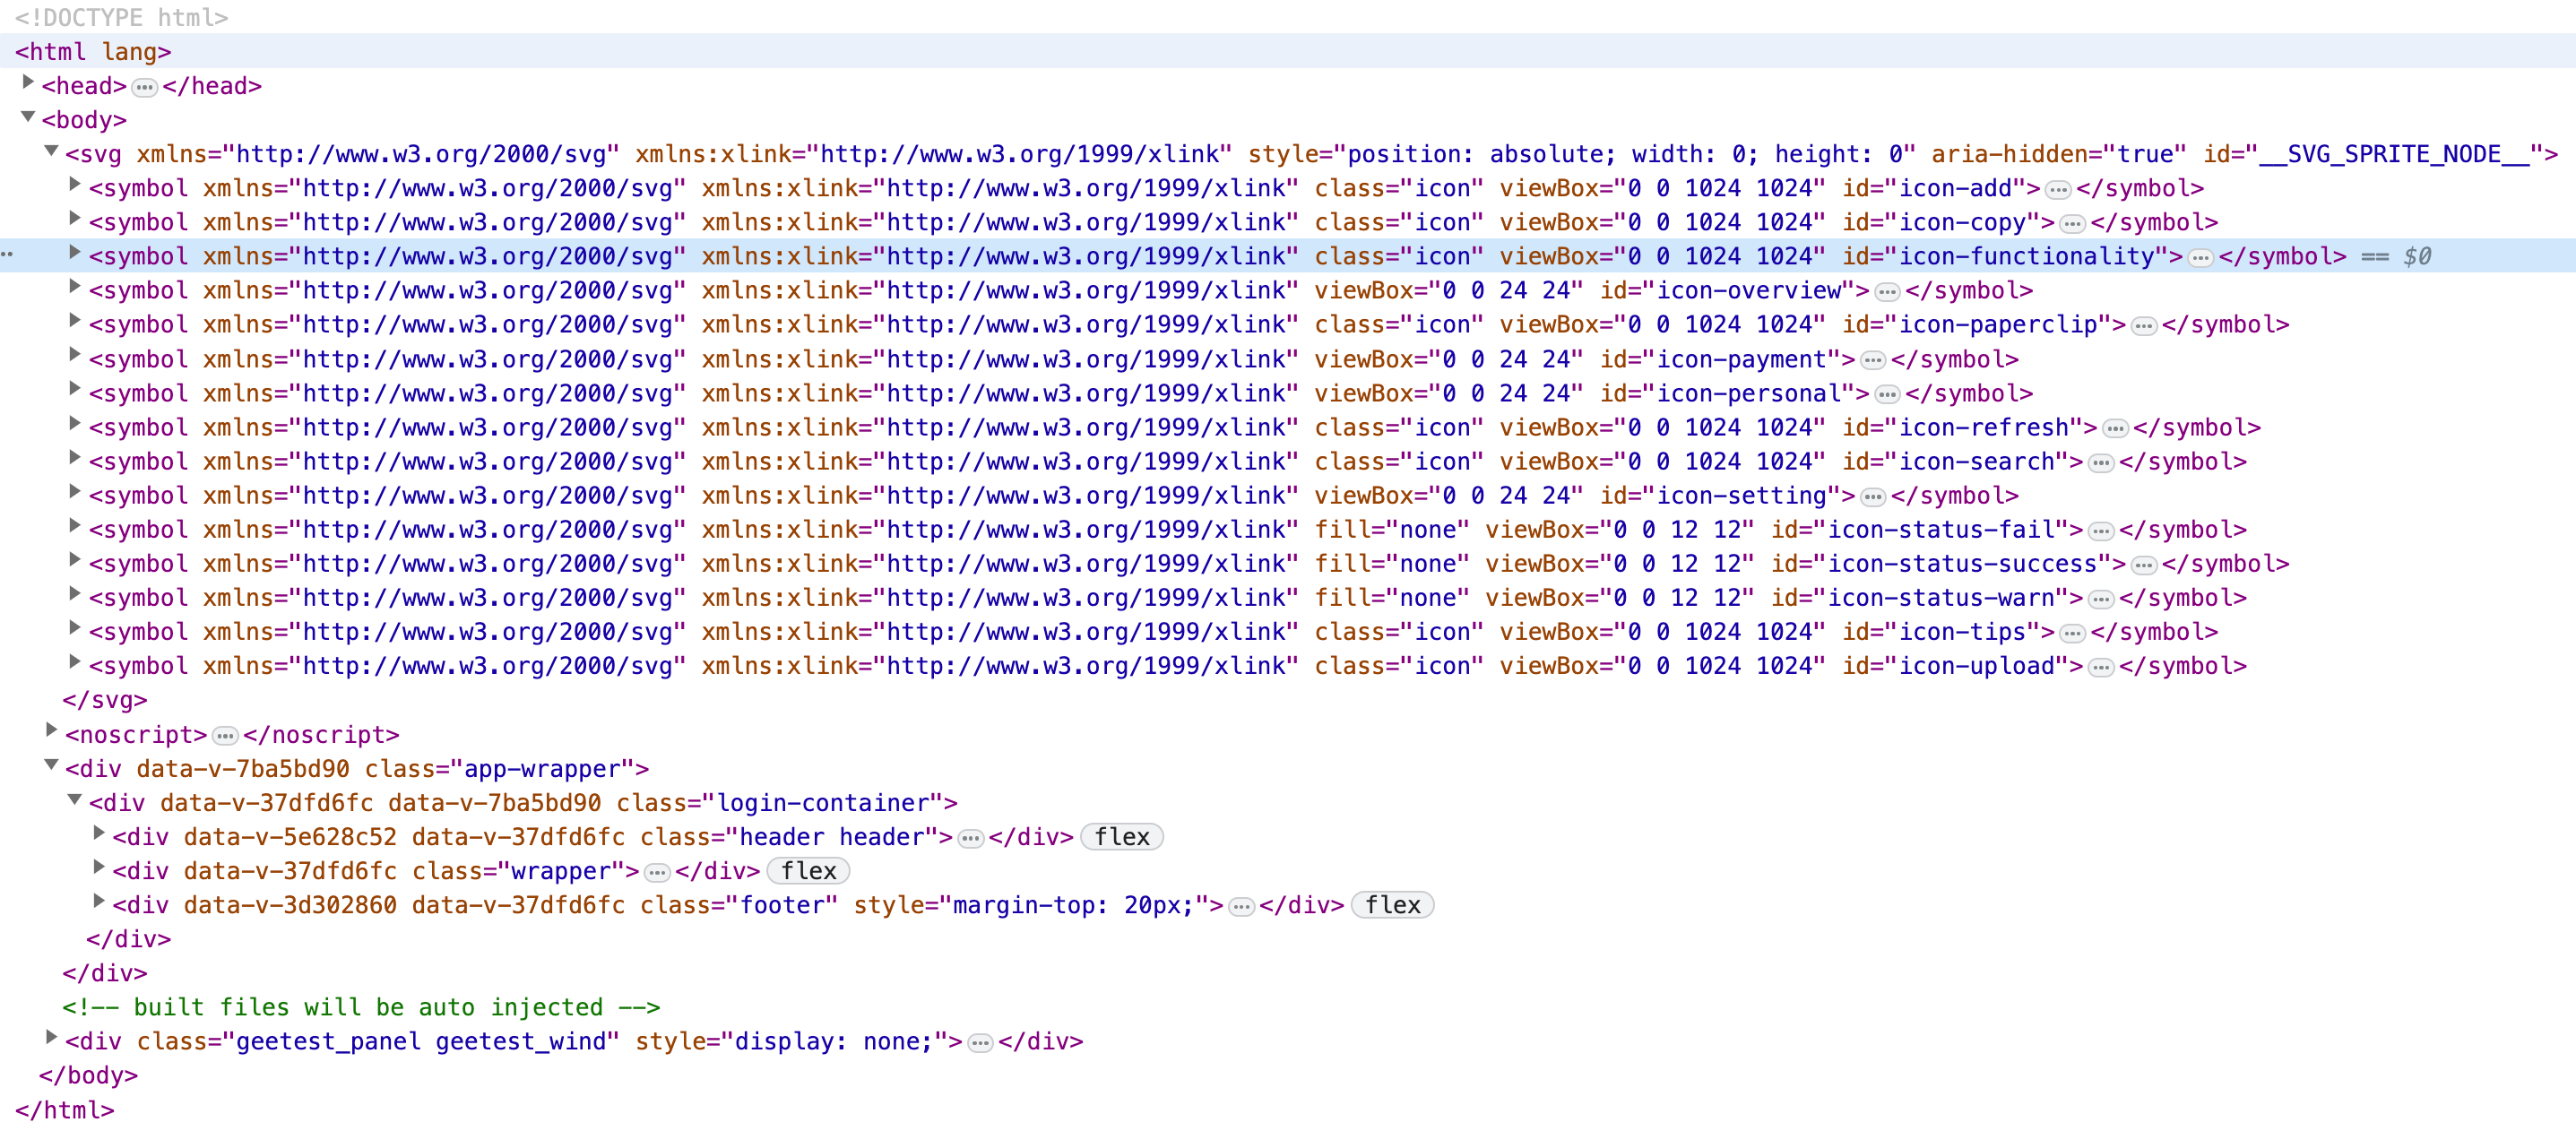 <!DOCTYPE html>
<html lang>
<head>…</head>
<body>
<svg xmlns="http://www.w3.org/2000/svg" xmlns:xlink="http://www.w3.org/1999/xlink" style="position: absolute; width: 0; height: 0" aria-hidden="true" id="__SVG_SPRITE_NODE__">
<symbol xmlns="http://www.w3.org/2000/svg" xmlns:xlink="http://www.w3.org/1999/xlink" class="icon" viewBox="0 0 1024 1024" id="icon-add">…</symbol>
<symbol xmlns="http://www.w3.org/2000/svg" xmlns:xlink="http://www.w3.org/1999/xlink" class="icon" viewBox="0 0 1024 1024" id="icon-copy">…</symbol>
<symbol xmlns="http://www.w3.org/2000/svg" xmlns:xlink="http://www.w3.org/1999/xlink" class="icon" viewBox="0 0 1024 1024" id="icon-functionality">…</symbol> == $0
<symbol xmlns="http://www.w3.org/2000/svg" xmlns:xlink="http://www.w3.org/1999/xlink" viewBox="0 0 24 24" id="icon-overview">…</symbol>
<symbol xmlns="http://www.w3.org/2000/svg" xmlns:xlink="http://www.w3.org/1999/xlink" class="icon" viewBox="0 0 1024 1024" id="icon-paperclip">…</symbol>
<symbol xmlns="http://www.w3.org/2000/svg" xmlns:xlink="http://www.w3.org/1999/xlink" viewBox="0 0 24 24" id="icon-payment">…</symbol>
<symbol xmlns="http://www.w3.org/2000/svg" xmlns:xlink="http://www.w3.org/1999/xlink" viewBox="0 0 24 24" id="icon-personal">…</symbol>
<symbol xmlns="http://www.w3.org/2000/svg" xmlns:xlink="http://www.w3.org/1999/xlink" class="icon" viewBox="0 0 1024 1024" id="icon-refresh">…</symbol>
<symbol xmlns="http://www.w3.org/2000/svg" xmlns:xlink="http://www.w3.org/1999/xlink" class="icon" viewBox="0 0 1024 1024" id="icon-search">…</symbol>
<symbol xmlns="http://www.w3.org/2000/svg" xmlns:xlink="http://www.w3.org/1999/xlink" viewBox="0 0 24 24" id="icon-setting">…</symbol>
<symbol xmlns="http://www.w3.org/2000/svg" xmlns:xlink="http://www.w3.org/1999/xlink" fill="none" viewBox="0 0 12 12" id="icon-status-fail">…</symbol>
<symbol xmlns="http://www.w3.org/2000/svg" xmlns:xlink="http://www.w3.org/1999/xlink" fill="none" viewBox="0 0 12 12" id="icon-status-success">…</symbol>
<symbol xmlns="http://www.w3.org/2000/svg" xmlns:xlink="http://www.w3.org/1999/xlink" fill="none" viewBox="0 0 12 12" id="icon-status-warn">…</symbol>
<symbol xmlns="http://www.w3.org/2000/svg" xmlns:xlink="http://www.w3.org/1999/xlink" class="icon" viewBox="0 0 1024 1024" id="icon-tips">…</symbol>
<symbol xmlns="http://www.w3.org/2000/svg" xmlns:xlink="http://www.w3.org/1999/xlink" class="icon" viewBox="0 0 1024 1024" id="icon-upload">…</symbol>
</svg>
<noscript>…</noscript>
<div data-v-7ba5bd90 class="app-wrapper">
<div data-v-37dfd6fc data-v-7ba5bd90 class="login-container">
<div data-v-5e628c52 data-v-37dfd6fc class="header header">…</div> flex
<div data-v-37dfd6fc class="wrapper">…</div> flex
<div data-v-3d302860 data-v-37dfd6fc class="footer" style="margin-top: 20px;">…</div> flex
</div>
</div>
<!-- built files will be auto injected -->
<div class="geetest_panel geetest_wind" style="display: none;">…</div>
</body>
</html>